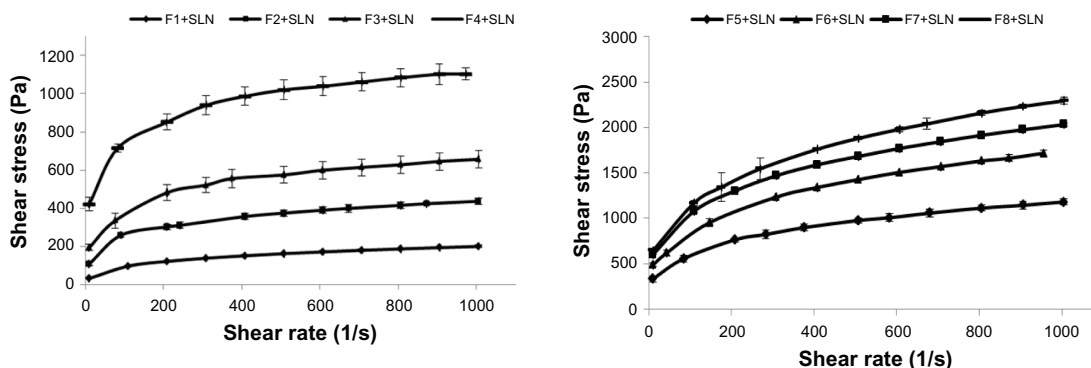 F1+SLN F2+SLN F3+SLN F4+SLN
Shear stress (Pa)
1200
1000
800
600
400
200
0
0 200 400 600 800 1000
Shear rate (1/s)
F5+SLN F6+SLN F7+SLN F8+SLN
Shear stress (Pa)
3000
2500
2000
1500
1000
500
0
0 200 400 600 800 1000
Shear rate (1/s)